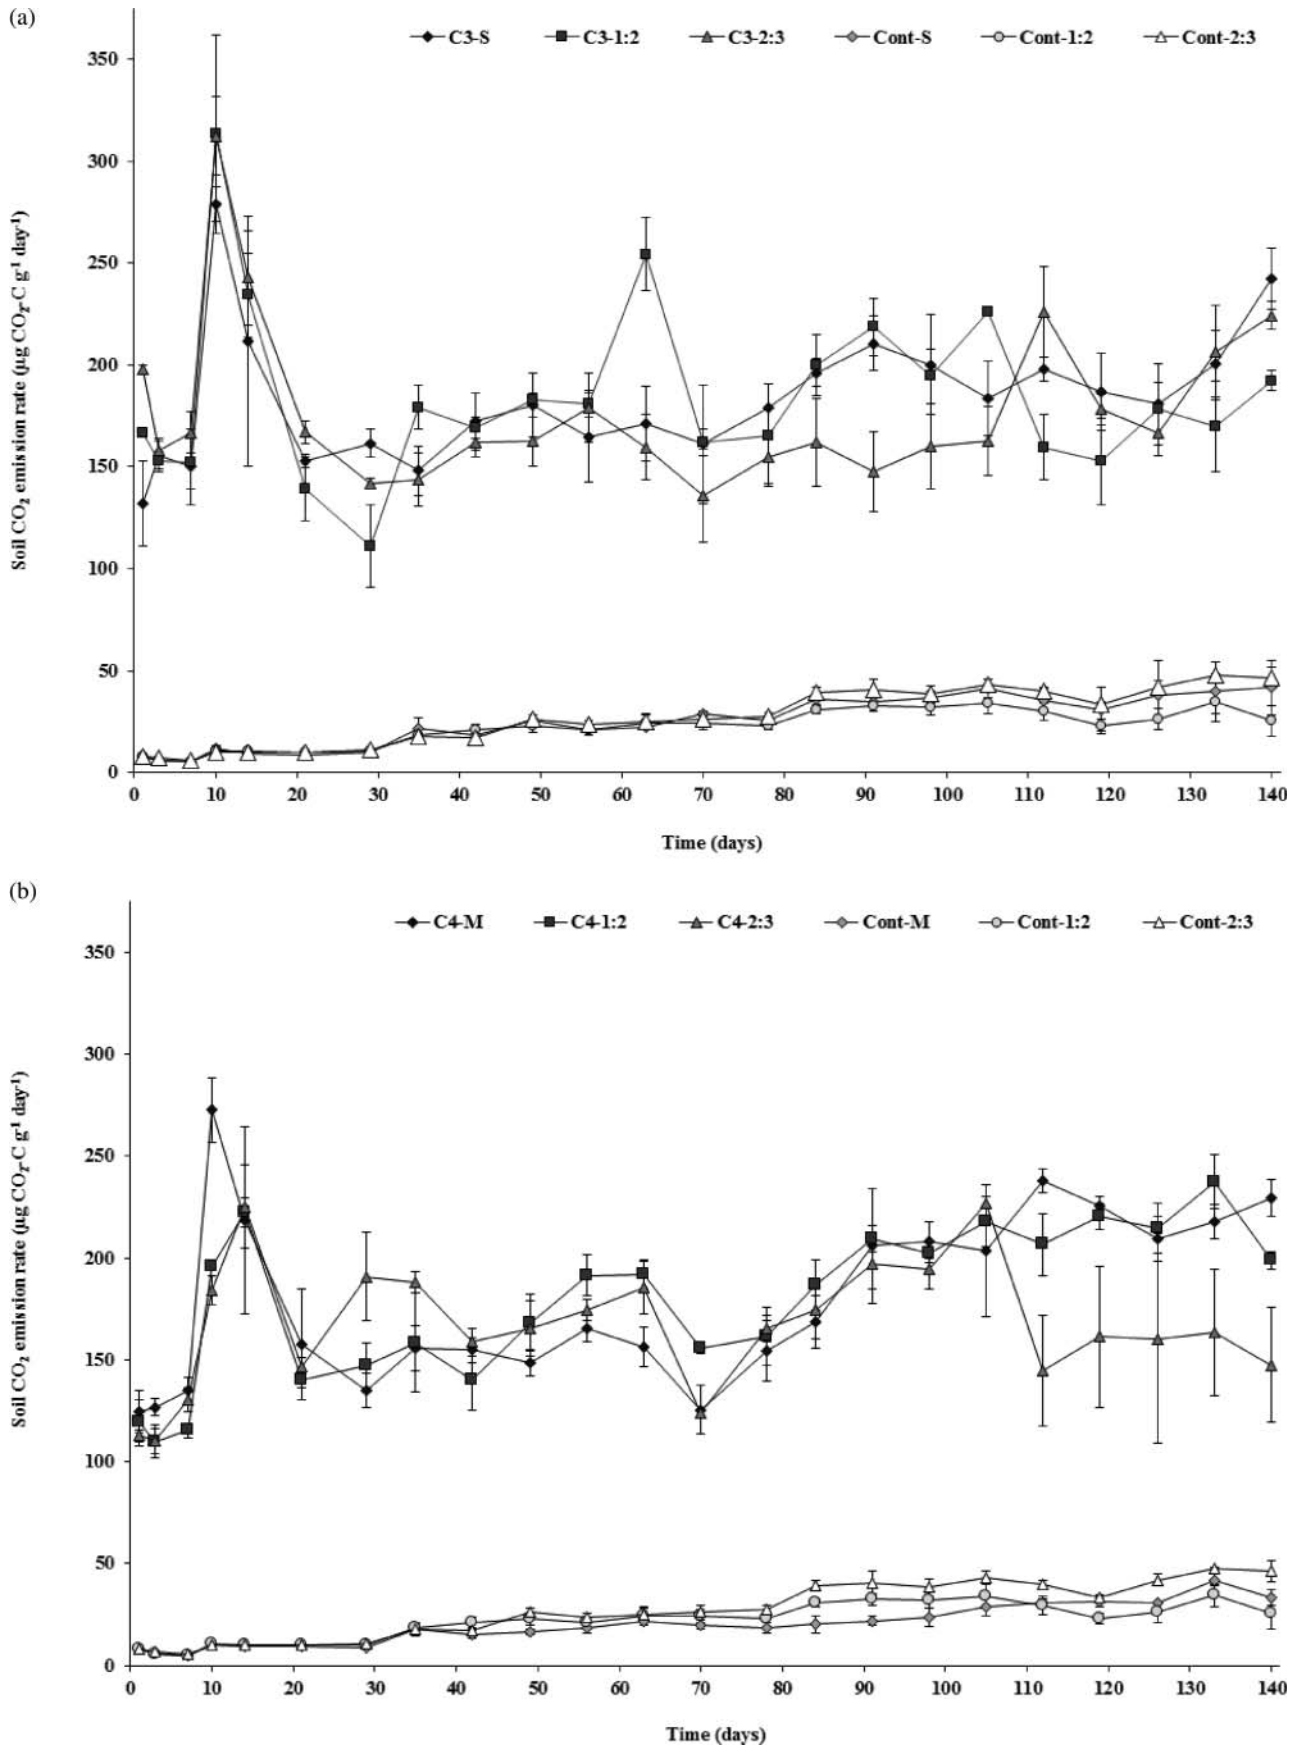 (a)
C3-S C3-1:2 C3-2:3 Cont-S Cont-1:2 Cont-2:3
350
300
250
200
150
100
50
0
Soil CO₂ emission rate (µg CO₂-C g⁻¹ day⁻¹)
0 10 20 30 40 50 60 70 80 90 100 110 120 130 140
Time (days)
(b)
C4-M C4-1:2 C4-2:3 Cont-M Cont-1:2 Cont-2:3
350
300
250
200
150
100
50
0
Soil CO₂ emission rate (µg CO₂-C g⁻¹ day⁻¹)
0 10 20 30 40 50 60 70 80 90 100 110 120 130 140
Time (days)